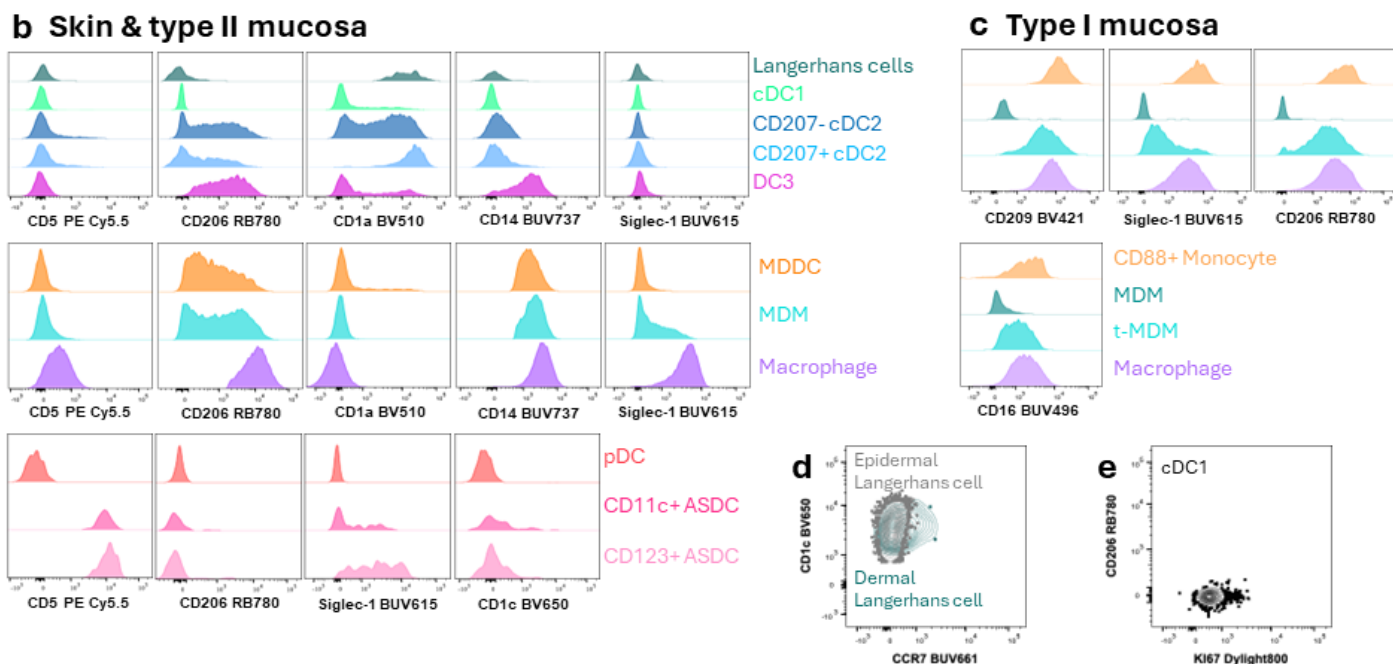 b Skin & type II mucosa
Langerhans cells
cDC1
CD207- cDC2
CD207+ cDC2
DC3
CD5 PE Cy5.5
CD206 RB780
CD1a BV510
CD14 BUV737
Siglec-1 BUV615
MDDC
MDM
Macrophage
CD5 PE Cy5.5
CD206 RB780
CD1a BV510
CD14 BUV737
Siglec-1 BUV615
pDC
CD11c+ ASDC
CD123+ ASDC
CD5 PE Cy5.5
CD206 RB780
Siglec-1 BUV615
CD1c BV650
c Type I mucosa
CD209 BV421
Siglec-1 BUV615
CD206 RB780
CD88+ Monocyte
MDM
t-MDM
Macrophage
CD16 BUV496
d
Epidermal
Langerhans cell
Dermal
Langerhans cell
CD1c BV650
CCR7 BUV661
e
cDC1
CD206 RB780
KI67 Dylight800